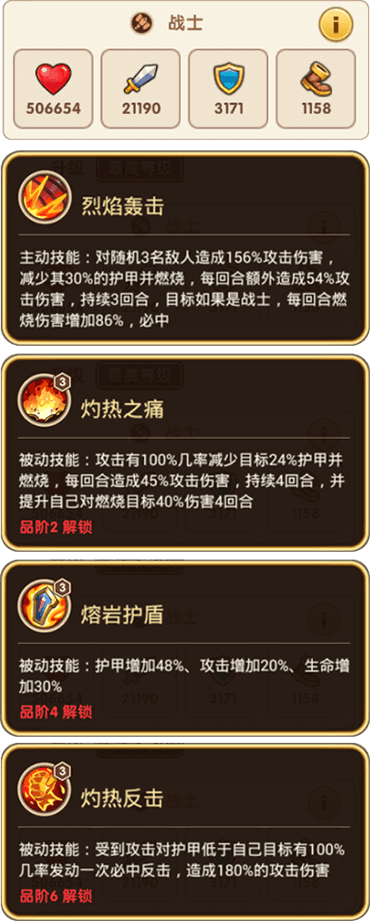 战士
506654 21190 3171 1158
烈焰轰击
主动技能：对随机3名敌人造成156%攻击伤害，
减少其30%的护甲并燃烧，每回合额外造成54%攻
击伤害，持续3回合，目标如果是战士，每回合燃
烧伤害增加86%，必中
3
灼热之痛
被动技能：攻击有100%几率减少目标24%护甲并
燃烧，每回合造成45%攻击伤害，持续4回合，并
提升自己对燃烧目标40%伤害4回合
品阶2 解锁
3
熔岩护盾
被动技能：护甲增加48%、攻击增加20%、生命增
加30%
品阶4 解锁
3
灼热反击
被动技能：受到攻击对护甲低于自己目标有100%
几率发动一次必中反击，造成180%的攻击伤害
品阶6 解锁